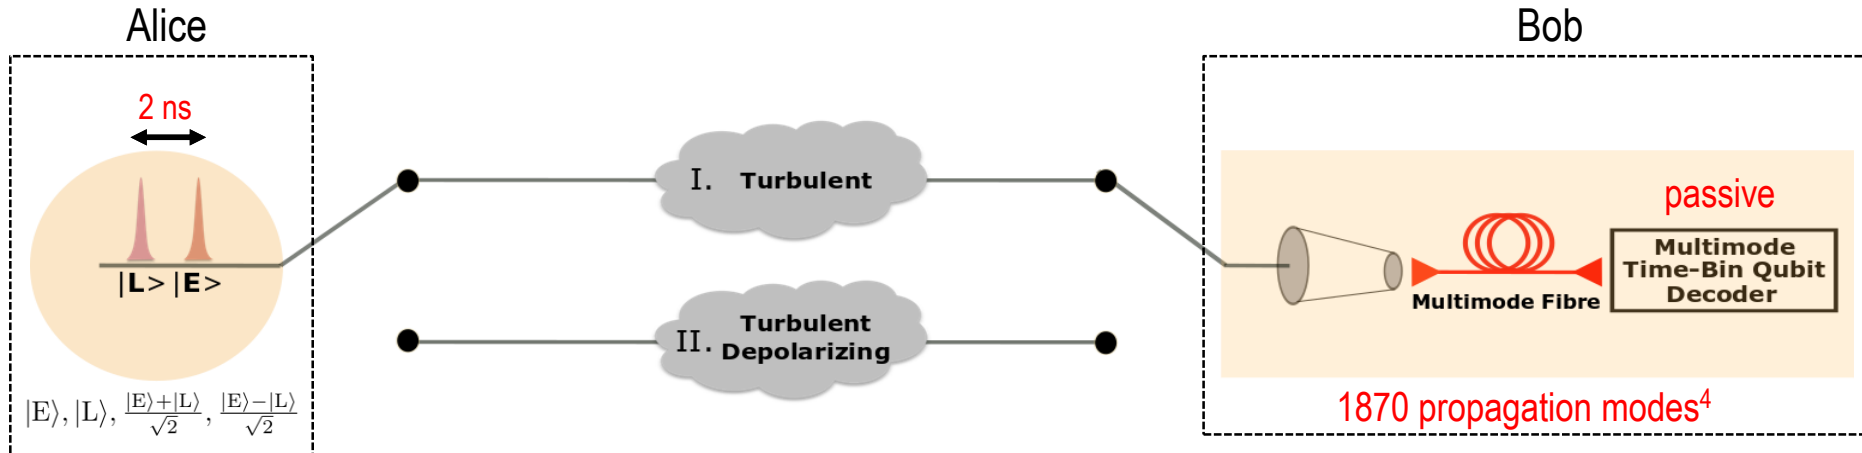 Alice
Bob
2 ns
|L> |E>
|E⟩, |L⟩, |E⟩+|L⟩/√2, |E⟩−|L⟩/√2
I. Turbulent
II. Turbulent
Depolarizing
Multimode Fibre
passive
Multimode
Time-Bin Qubit
Decoder
1870 propagation modes⁴